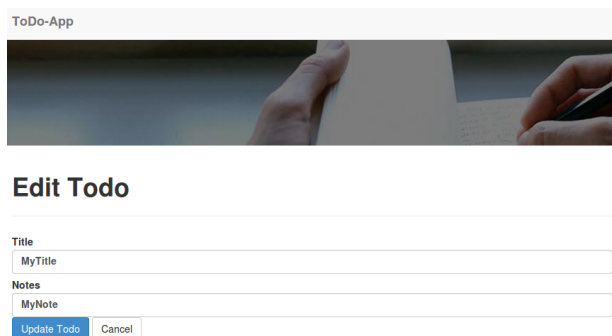 ToDo-App
Edit Todo
Title
MyTitle
Notes
MyNote
Update Todo Cancel